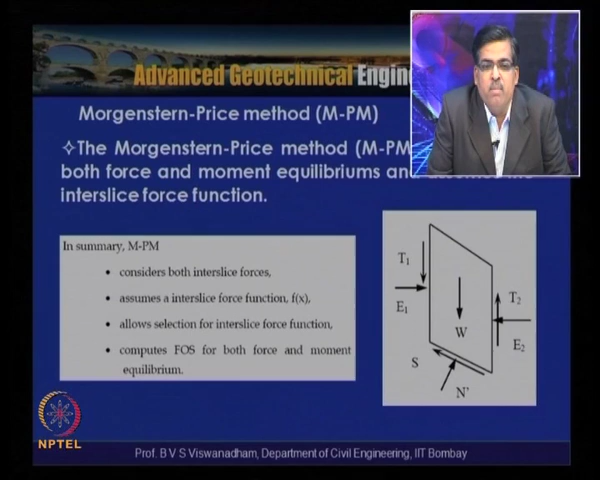 Advanced Geotechnical Engine
Morgenstern-Price method (M-PM)
✧The Morgenstern-Price method (M-PM
both force and moment equilibriums and
interslice force function.
In summary, M-PM
• considers both interslice forces,
• assumes a interslice force function, f(x),
• allows selection for interslice force function,
• computes FOS for both force and moment
equilibrium.
T1
E1
W
T2
E2
S
N'
NPTEL
Prof. B V S Viswanadham, Department of Civil Engineering, IIT Bombay